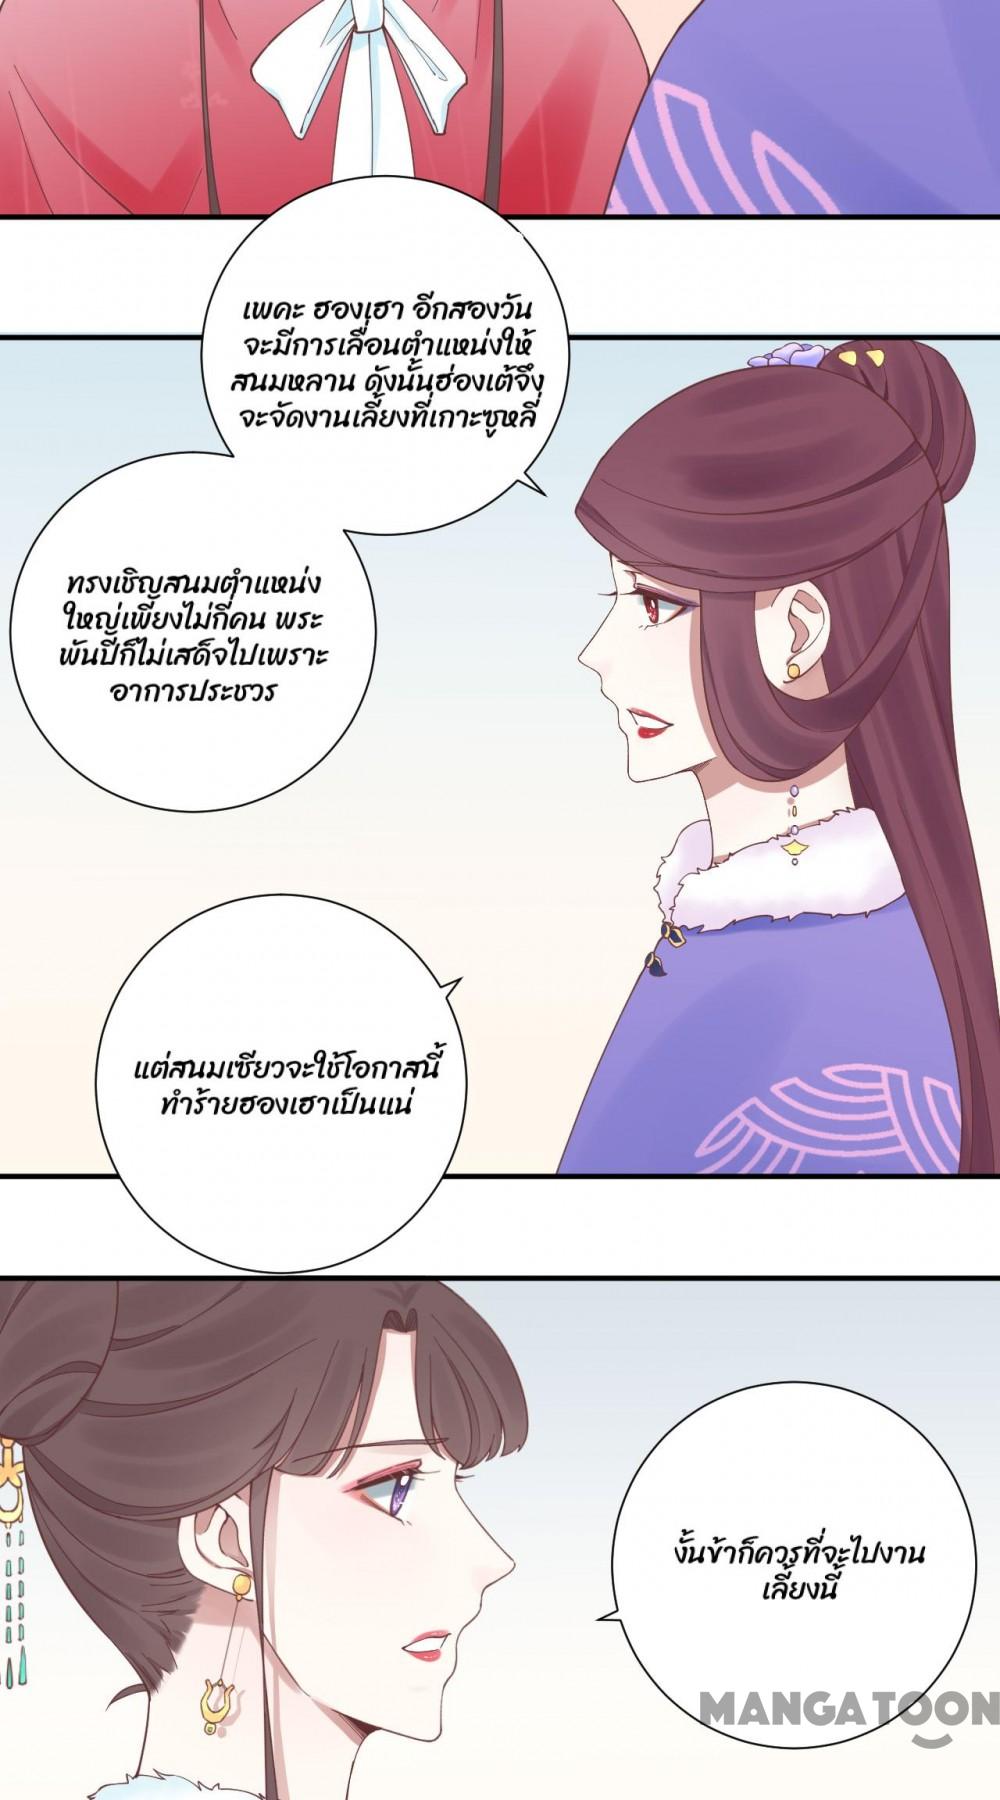 เพคะ ฮองเฮา อีกสองวัน
จะมีการเลื่อนตำแหน่งให้
สนมหลาน ดังนั้นฮ่องเต้จึง
จะจัดงานเลี้ยงที่เกาะซูหลี่
ทรงเชิญสนมตำแหน่ง
ใหญ่เพียงไม่กี่คน พระ
พันปีก็ไม่เสด็จไปเพราะ
อาการประชวร
แต่สนมเซียวจะใช้โอกาสนี้
ทำร้ายฮองเฮาเป็นแน่
งั้นข้าก็ควรที่จะไปงาน
เลี้ยงนี้
MANGATOON